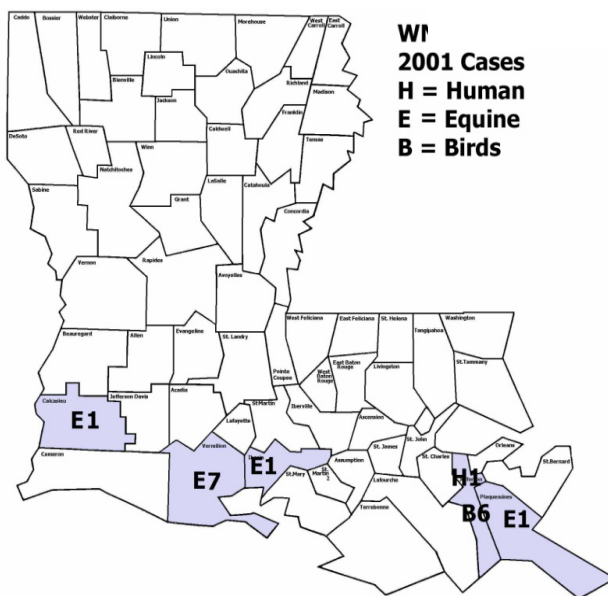 WN
2001 Cases
H = Human
E = Equine
B = Birds
Caddo
Bossier
Webster
Claiborne
Union
Morehouse
West Carroll
East Carroll
Lincoln
Ouachita
Bienville
Richland
Madison
Jackson
Franklin
DeSoto
Red River
Caldwell
Tensas
Winn
Natchitoches
LaSalle
Catahoula
Sabine
Grant
Concordia
Vernon
Rapides
Avoyelles
West Feliciana
East Feliciana
St. Helena
Washington
Tangipahoa
Beauregard
Allen
Evangeline
St. Landry
Pointe Coupee
West Baton Rouge
East Baton Rouge
Livingston
St.Tammany
Calcasieu
Jefferson Davis
Acadia
St.Martin
Iberville
Lafayette
Ascension
E1
Cameron
Vermilion
E7
E1
St.Mary
Assumption
St. James
St. John
St. Charles
Orleans
St.Bernard
Lafourche
Terrebonne
H1
Plaquemines
B6
E1